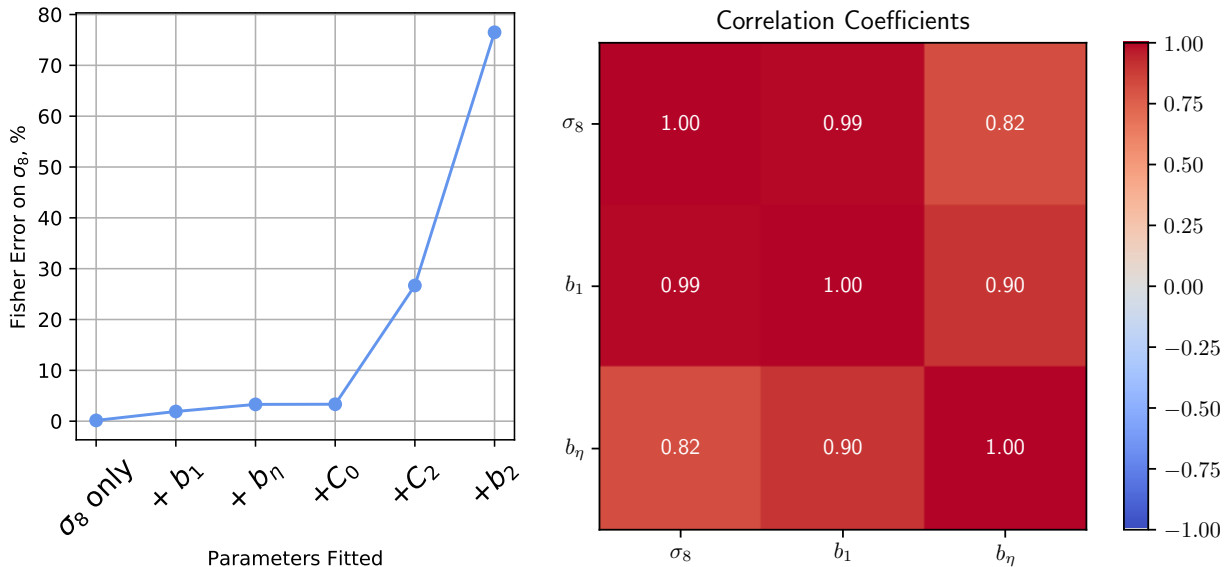 80
70
60
50
40
30
20
10
0
Fisher Error on σ₈, %
σ₈ only
+ b₁
+ bη
+C₀
+C₂
+b₂
Parameters Fitted
Correlation Coefficients
σ₈
1.00
0.99
0.82
b₁
0.99
1.00
0.90
bη
0.82
0.90
1.00
σ₈
b₁
bη
1.00
0.75
0.50
0.25
0.00
−0.25
−0.50
−0.75
−1.00